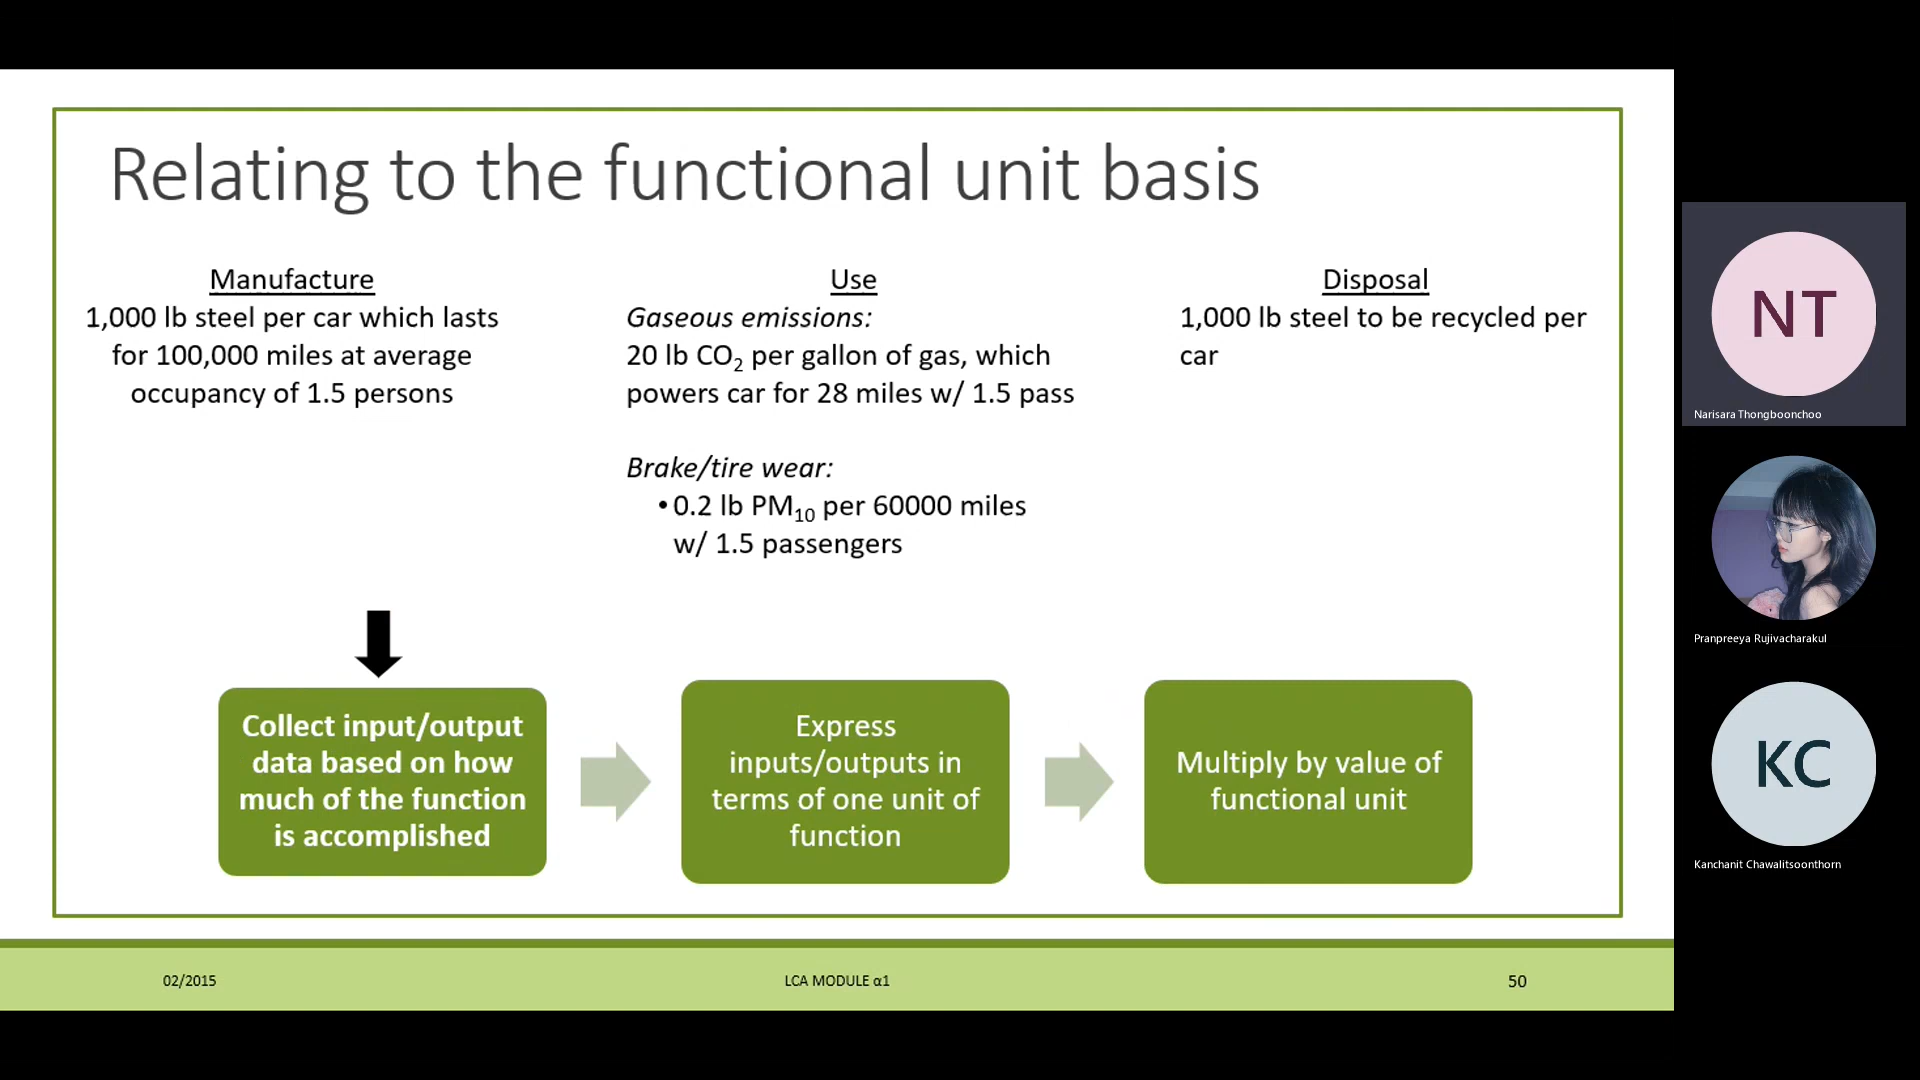 Relating to the functional unit basis
Manufacture
1,000 lb steel per car which lasts
for 100,000 miles at average
occupancy of 1.5 persons
Use
Gaseous emissions:
20 lb CO₂ per gallon of gas, which
powers car for 28 miles w/ 1.5 pass
Brake/tire wear:
• 0.2 lb PM₁₀ per 60000 miles
w/ 1.5 passengers
Disposal
1,000 lb steel to be recycled per
car
Collect input/output
data based on how
much of the function
is accomplished
Express
inputs/outputs in
terms of one unit of
function
Multiply by value of
functional unit
02/2015
LCA MODULE α1
50
NT
Narisara Thongboonchoo
Pranpreeya Rujivacharakul
KC
Kanchanit Chawalitsoonthorn